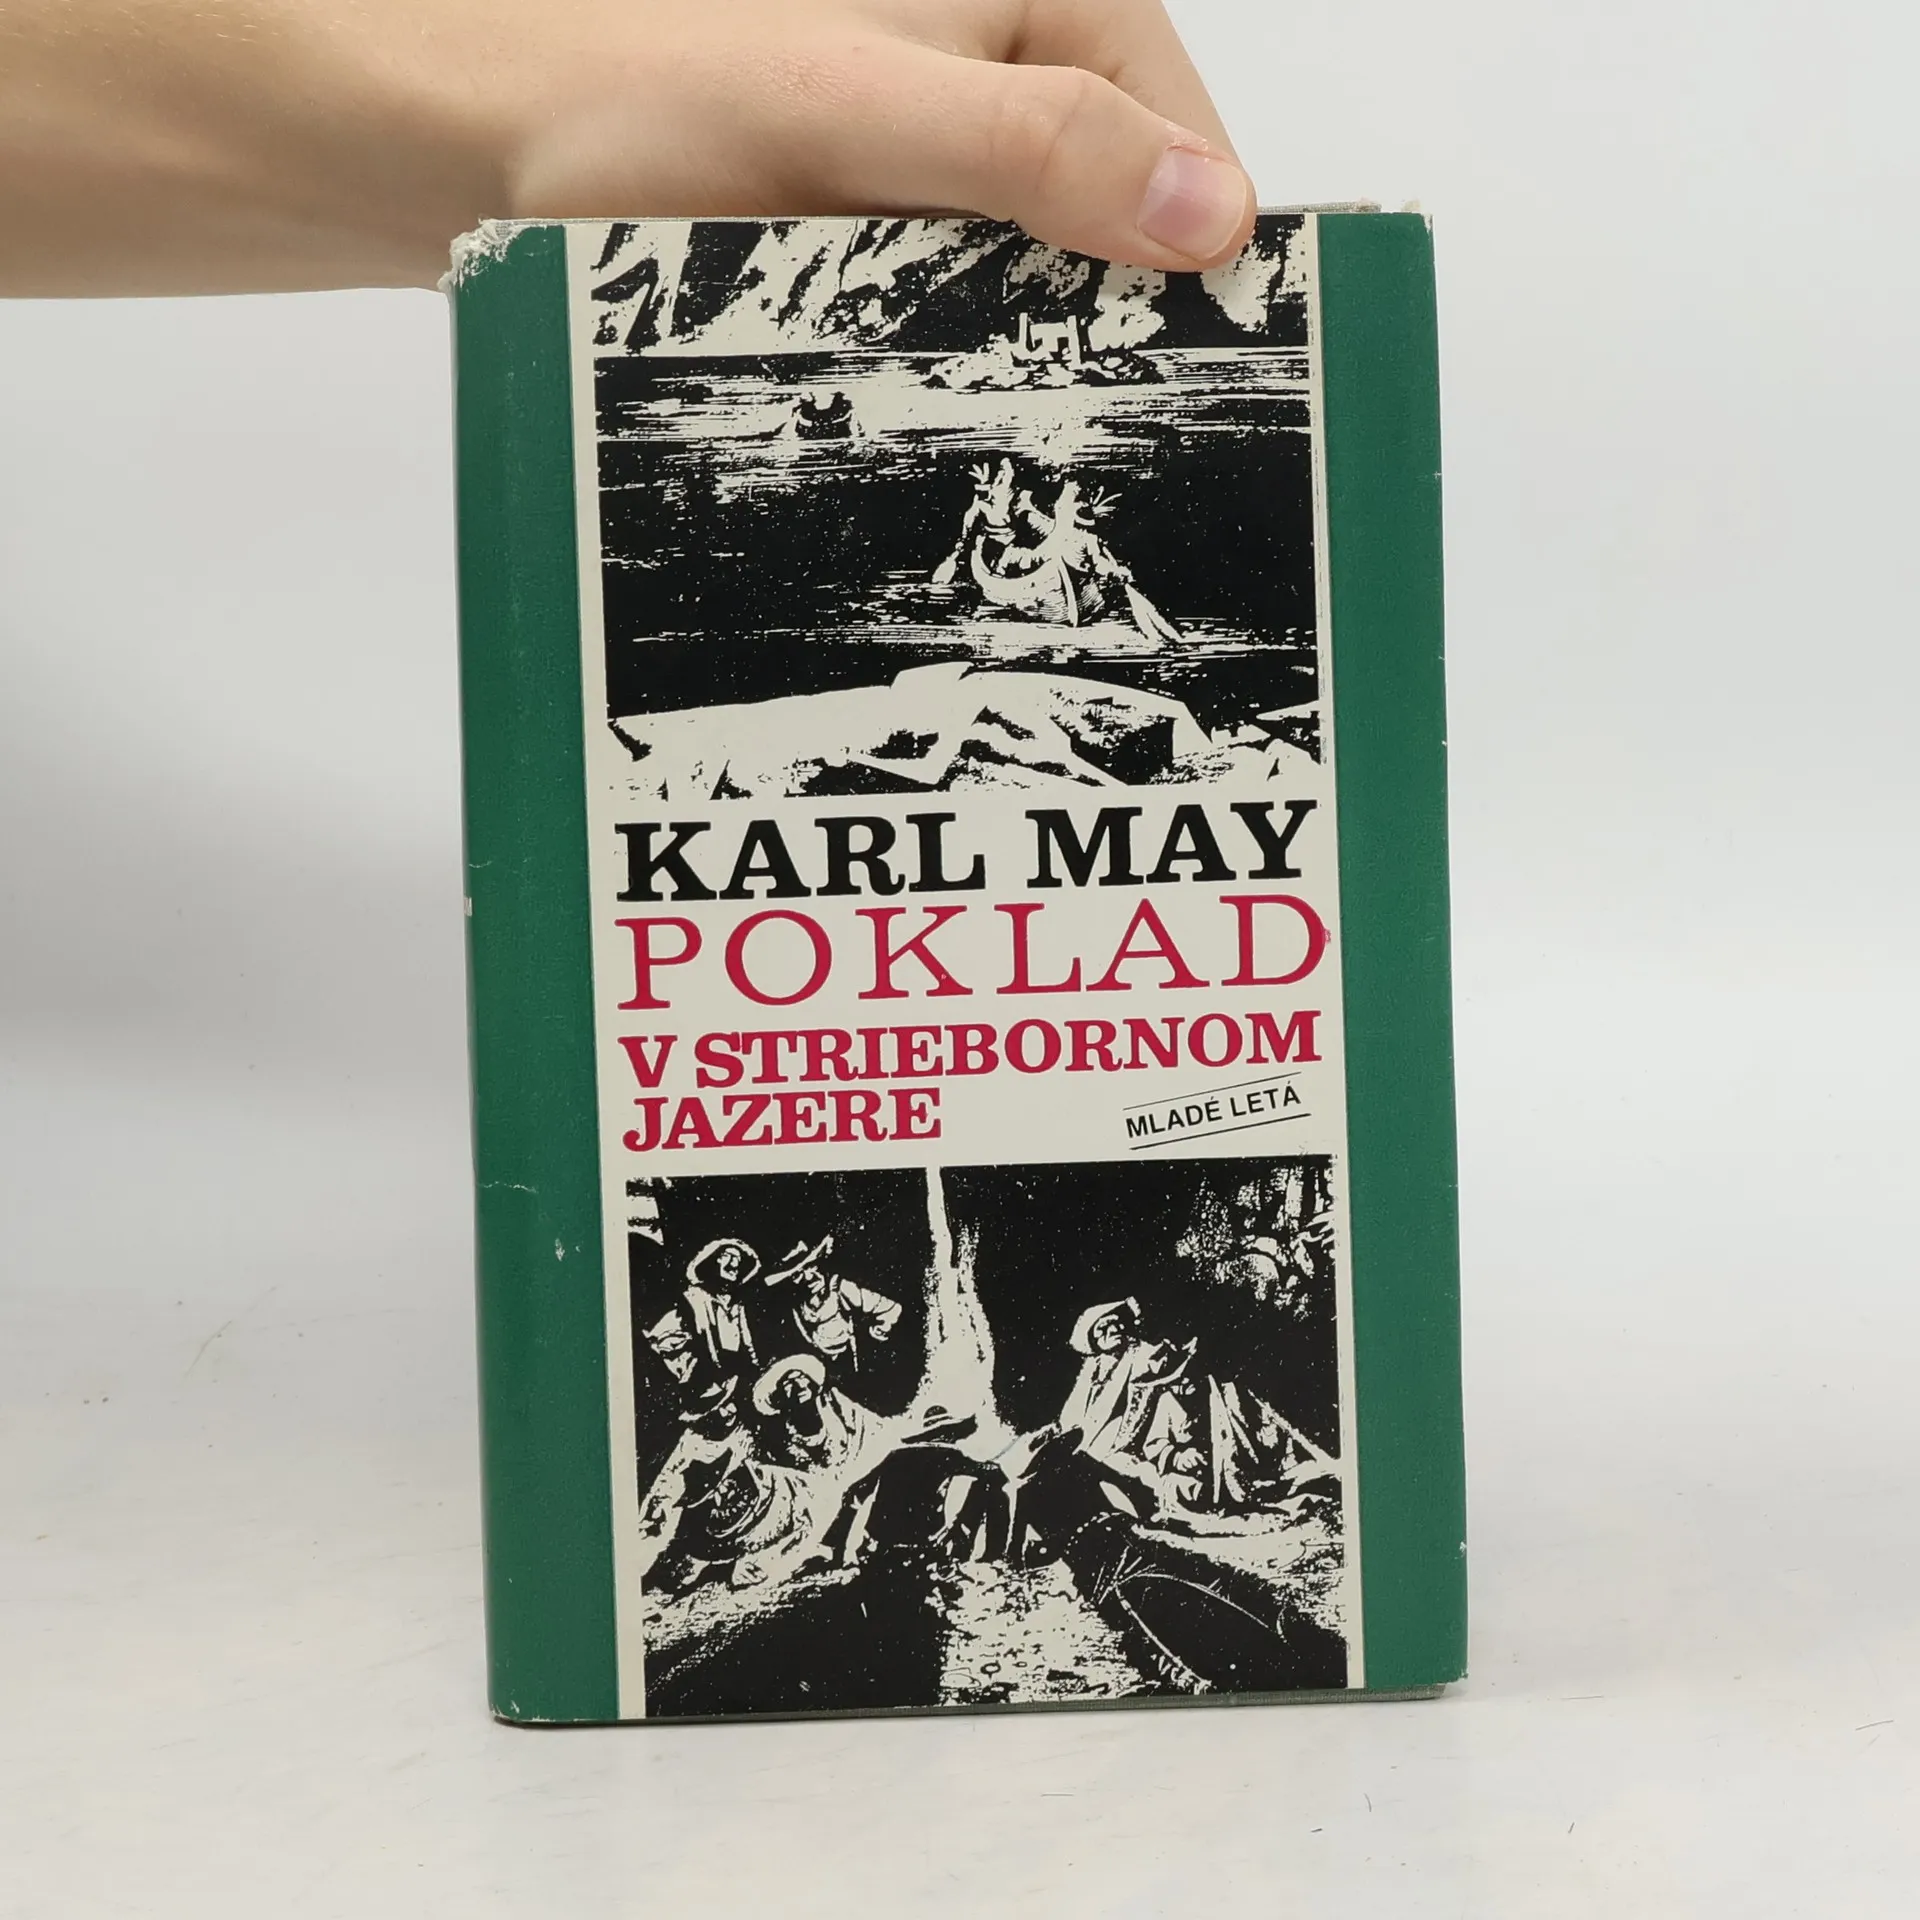 KARL MAY
POKLAD
V STRIEBORNOM
JAZERE
MLADÉ LETÁ